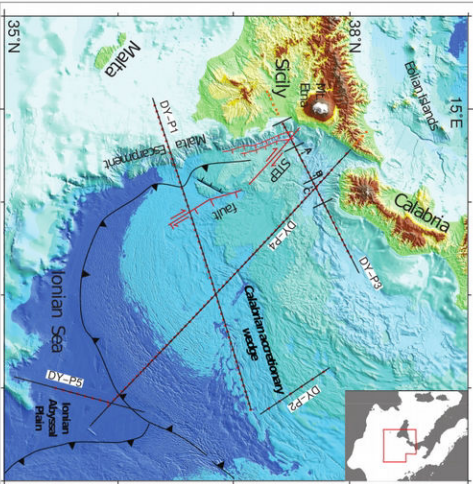 35°N
38°N
15°E
Malta
Sicily
Mt.
Etna
Eolian Islands
Calabria
DY-P1
Malta
Escarpment
STEP
fault
A
B
C
DY-P4
DY-P3
Calabrian accretionary
wedge
DY-P2
Ionian Sea
DY-P5
Ionian
Abyssal
Plain